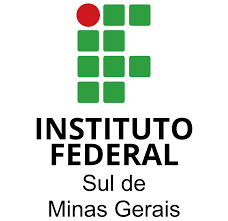 INSTITUTO
FEDERAL
Sul de
Minas Gerais